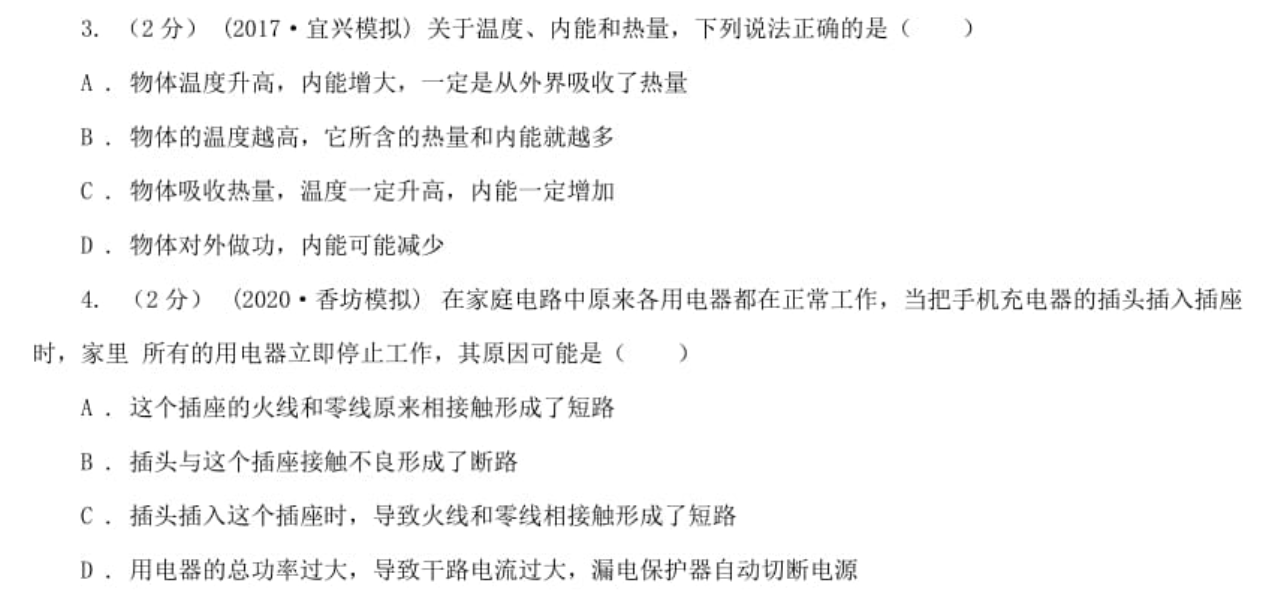 3. （2分） (2017·宜兴模拟) 关于温度、内能和热量，下列说法正确的是（　　）
A . 物体温度升高，内能增大，一定是从外界吸收了热量
B . 物体的温度越高，它所含的热量和内能就越多
C . 物体吸收热量，温度一定升高，内能一定增加
D . 物体对外做功，内能可能减少
4. （2分） (2020·香坊模拟) 在家庭电路中原来各用电器都在正常工作，当把手机充电器的插头插入插座
时，家里 所有的用电器立即停止工作，其原因可能是（　　）
A . 这个插座的火线和零线原来相接触形成了短路
B . 插头与这个插座接触不良形成了断路
C . 插头插入这个插座时，导致火线和零线相接触形成了短路
D . 用电器的总功率过大，导致干路电流过大，漏电保护器自动切断电源